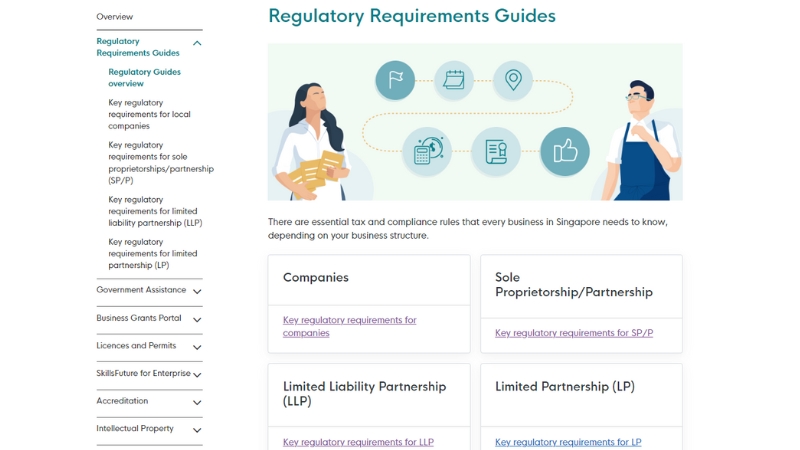 Overview
Regulatory
Requirements Guides
Regulatory Guides
overview
Key regulatory
requirements for local
companies
Key regulatory
requirements for sole
proprietorships/partnership
(SP/P)
Key regulatory
requirements for limited
liability partnership (LLP)
Key regulatory
requirements for limited
partnership (LP)
Government Assistance
Business Grants Portal
Licences and Permits
SkillsFuture for Enterprise
Accreditation
Intellectual Property
Regulatory Requirements Guides
There are essential tax and compliance rules that every business in Singapore needs to know,
depending on your business structure.
Companies
Key regulatory requirements for
companies
Sole
Proprietorship/Partnership
Key regulatory requirements for SP/P
Limited Liability Partnership
(LLP)
Key regulatory requirements for LLP
Limited Partnership (LP)
Key regulatory requirements for LP